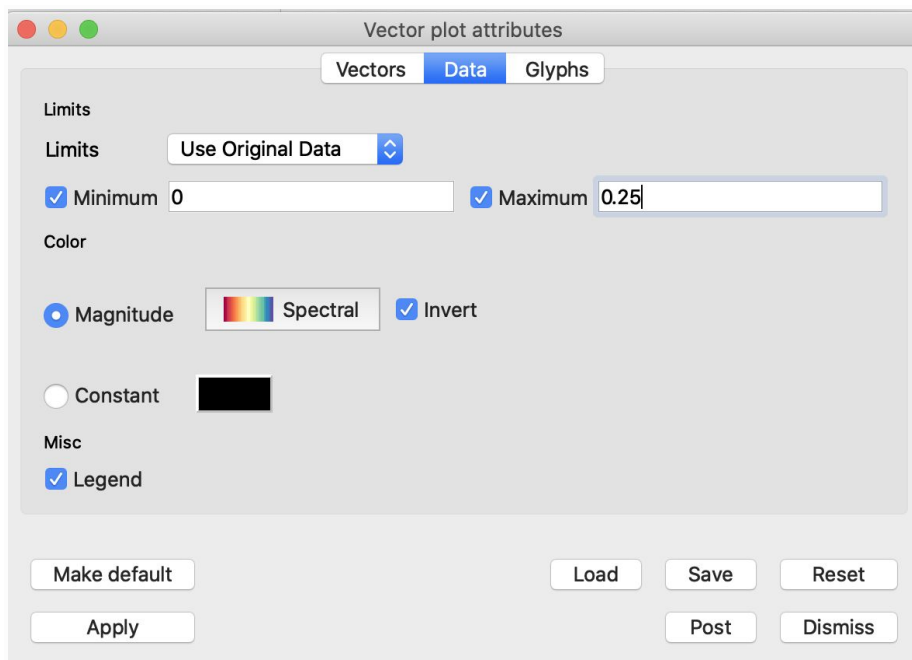 Vector plot attributes
Vectors Data Glyphs
Limits
Limits Use Original Data
Minimum 0 Maximum 0.25
Color
Magnitude Spectral Invert
Constant
Misc
Legend
Make default Load Save Reset
Apply Post Dismiss